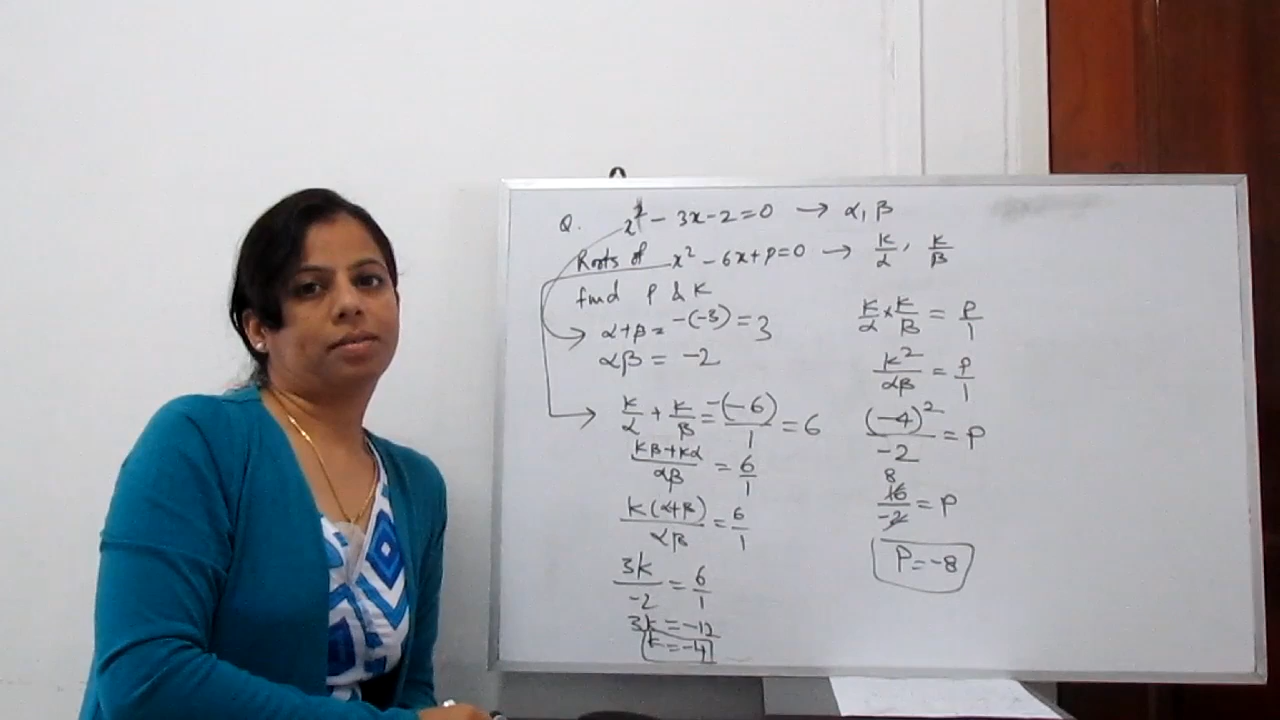 Q. x² - 3x - 2 = 0 → α, β
Roots of x² - 6x + p = 0 → K/α, K/β
find p & K
α + β = -(-3) = 3
αβ = -2
K/α + K/β = -(-6)/1 = 6
(Kβ + Kα)/αβ = 6/1
K(α+β)/αβ = 6/1
3K/-2 = 6/1
3K = -12
K = -4
K/α × K/β = P/1
K²/αβ = P/1
(-4)²/-2 = P
8
16/-2 = P
P = -8